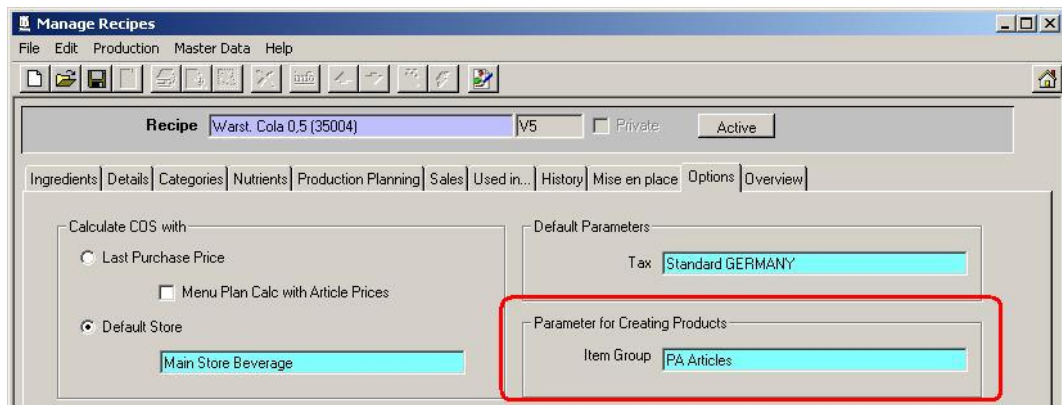 Manage Recipes
File Edit Production Master Data Help
info
Recipe Warst. Cola 0,5 (35004) V5 Private Active
Ingredients Details Categories Nutrients Production Planning Sales Used in... History Mise en place Options Overview
Calculate COS with
Last Purchase Price
Menu Plan Calc with Article Prices
Default Store
Main Store Beverage
Default Parameters
Tax Standard GERMANY
Parameter for Creating Products
Item Group PA Articles